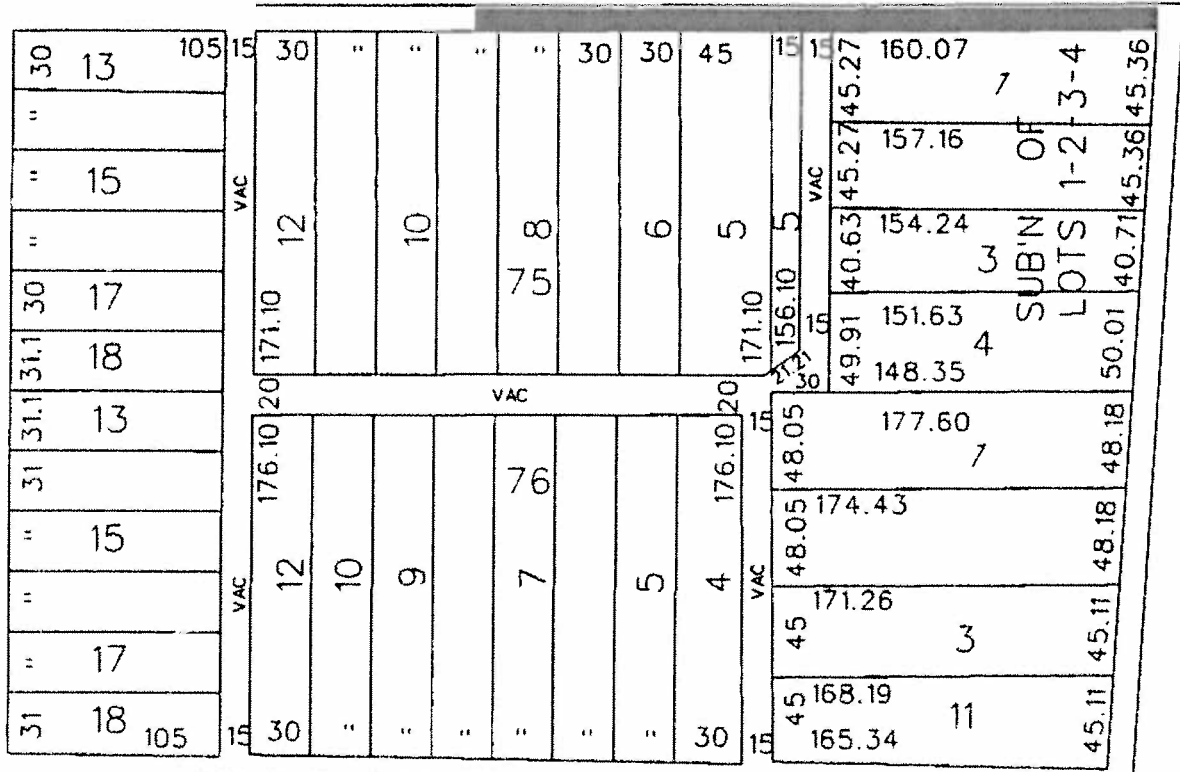 30 13 105 15 30 " " " " 30 30 45 15 15 45.27 160.07 1 45.36
"
" 15 VAC 12 10 8 6 5 5 VAC 45.27 157.16 45.36
" 75 40.63 154.24 3 40.71
SUB'N OF
LOTS 1-2-3-4
30 17 171.10 171.10 156.10 15 49.91 151.63 4 50.01
31.1 18 21.21 30 148.35
31.1 13 20 VAC 20 15 48.05 177.60 1 48.18
31 176.10 76 176.10
" 15 48.05 174.43 48.18
" VAC 12 10 9 7 5 4 VAC 171.26
" 17 45 3 45.11
31 18 105 15 30 " " " " " " 30 15 45 168.19 11 45.11
165.34